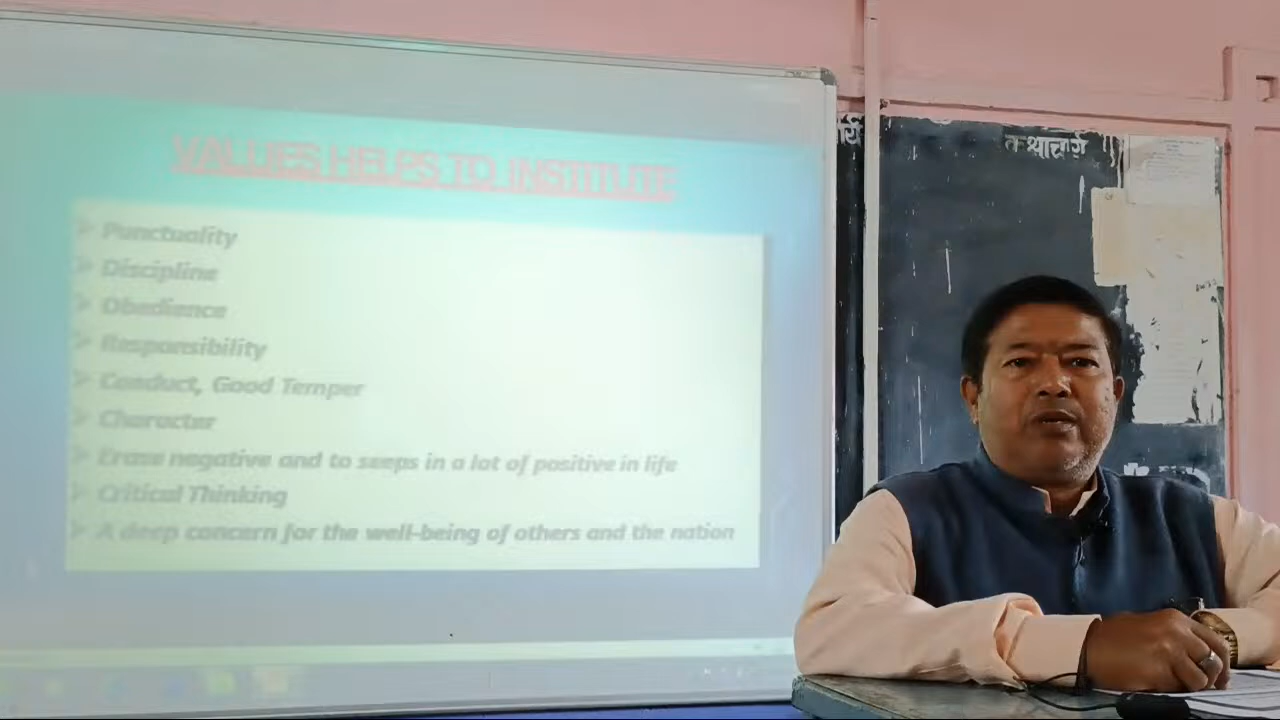 VALUES HELPS TO INSTITUTE
Punctuality
Discipline
Obedience
Responsibility
Conduct, Good Temper
Character
Erase negative and to seeps in a lot of positive in life
Critical Thinking
A deep concern for the well-being of others and the nation